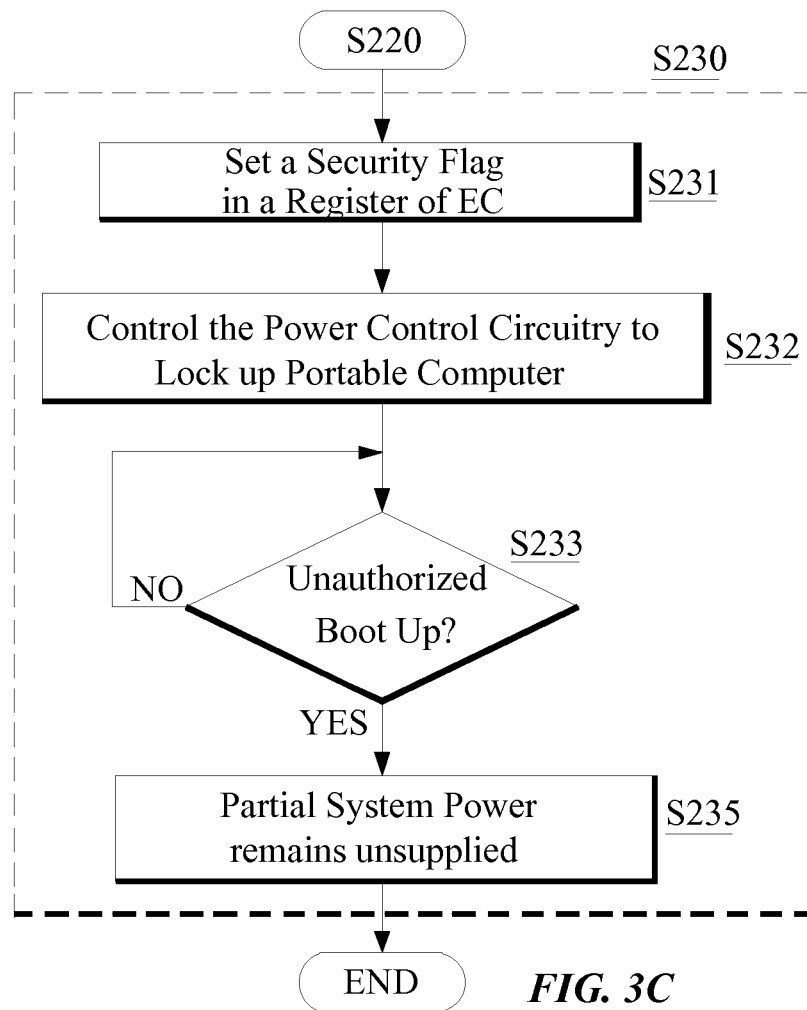 S220
S230
Set a Security Flag
in a Register of EC
S231
Control the Power Control Circuitry to
Lock up Portable Computer
S232
S233
Unauthorized
Boot Up?
NO
YES
Partial System Power
remains unsupplied
S235
END
FIG. 3C